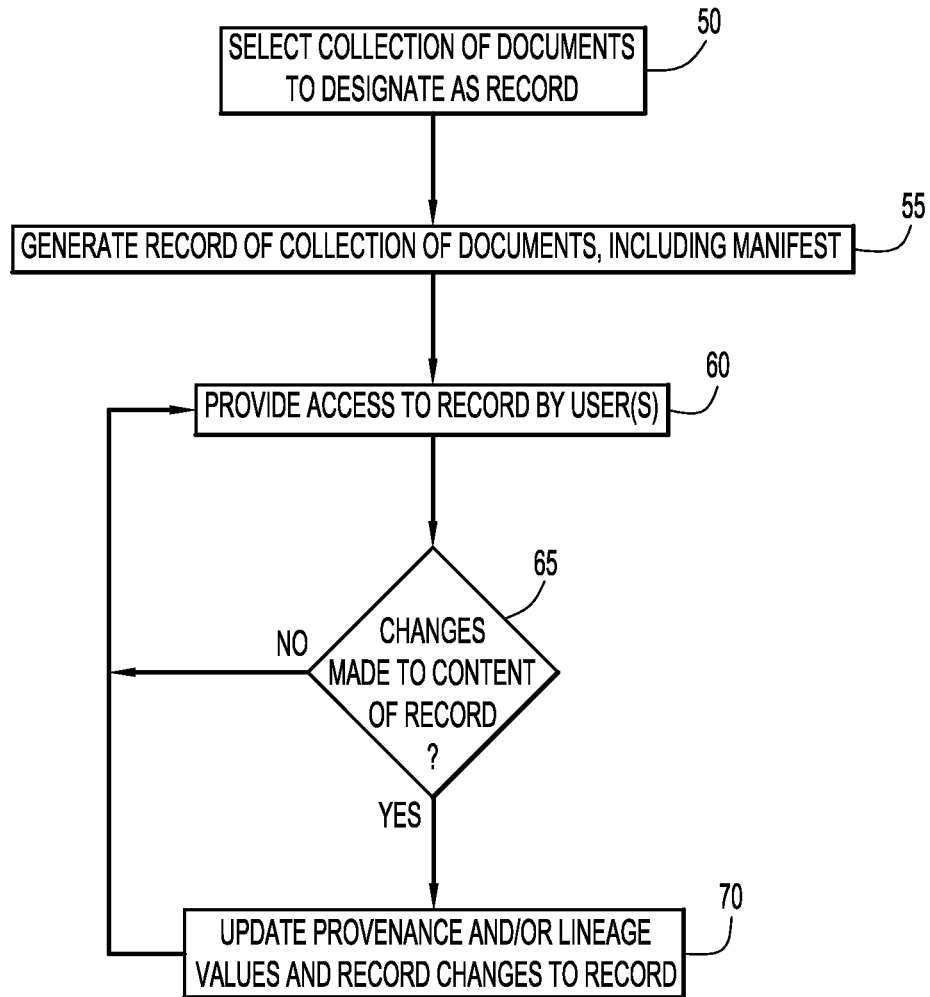 50
SELECT COLLECTION OF DOCUMENTS
TO DESIGNATE AS RECORD
55
GENERATE RECORD OF COLLECTION OF DOCUMENTS, INCLUDING MANIFEST
60
PROVIDE ACCESS TO RECORD BY USER(S)
65
CHANGES
MADE TO CONTENT
OF RECORD
?
NO
YES
70
UPDATE PROVENANCE AND/OR LINEAGE
VALUES AND RECORD CHANGES TO RECORD